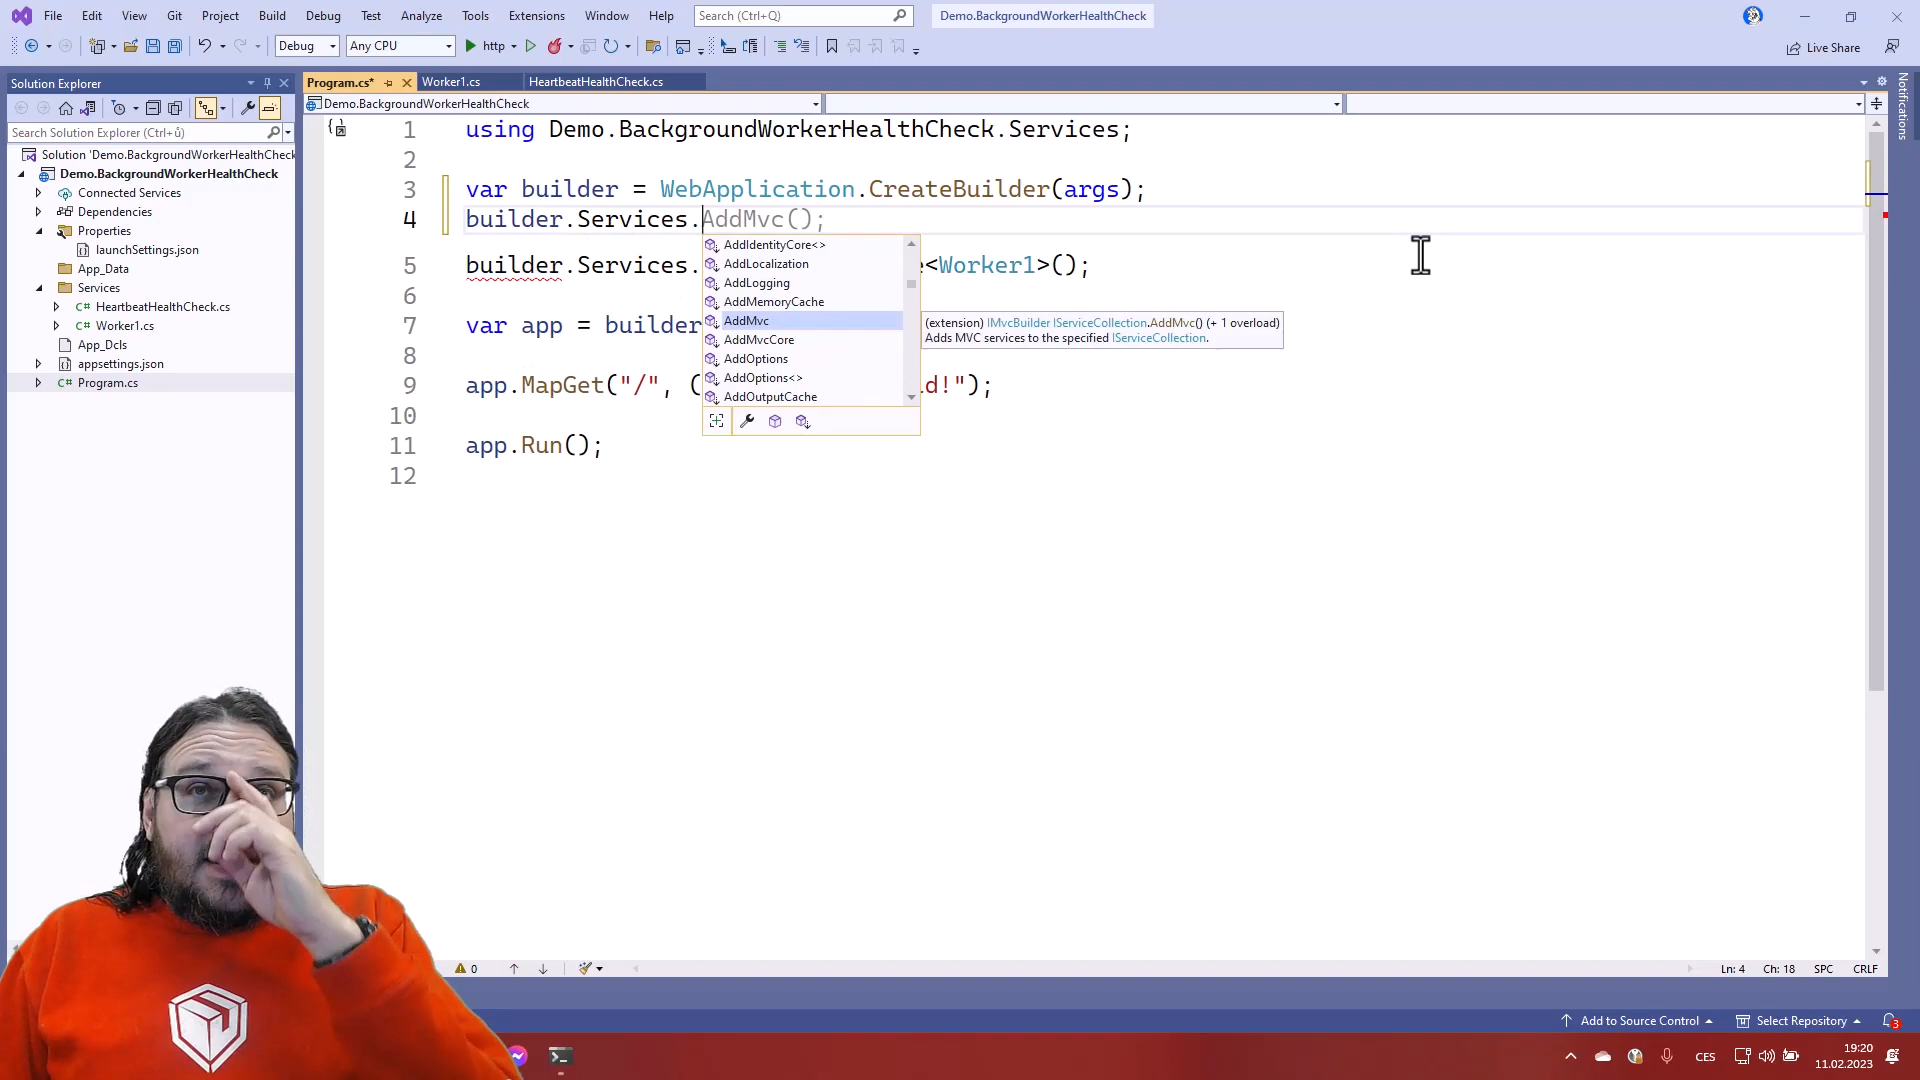 File Edit View Git Project Build Debug Test Analyze Tools Extensions Window Help Search (Ctrl+Q) Demo.BackgroundWorkerHealthCheck
Debug Any CPU http Live Share
Solution Explorer
Search Solution Explorer (Ctrl+ů)
Solution 'Demo.BackgroundWorkerHealthCheck
Demo.BackgroundWorkerHealthCheck
Connected Services
Dependencies
Properties
launchSettings.json
App_Data
Services
HeartbeatHealthCheck.cs
Worker1.cs
App_Dcls
appsettings.json
Program.cs
Program.cs* Worker1.cs HeartbeatHealthCheck.cs
Demo.BackgroundWorkerHealthCheck
1 using Demo.BackgroundWorkerHealthCheck.Services;
2
3 var builder = WebApplication.CreateBuilder(args);
4 builder.Services.AddMvc();
5 builder.Services. e<Worker1>();
6
7 var app = builder
8
9 app.MapGet("/", ( ld!");
10
11 app.Run();
12
AddIdentityCore<>
AddLocalization
AddLogging
AddMemoryCache
AddMvc
AddMvcCore
AddOptions
AddOptions<>
AddOutputCache
(extension) IMvcBuilder IServiceCollection.AddMvc() (+ 1 overload)
Adds MVC services to the specified IServiceCollection.
Notifications
0
Ln: 4 Ch: 18 SPC CRLF
Add to Source Control Select Repository 3
CES
19:20
11.02.2023